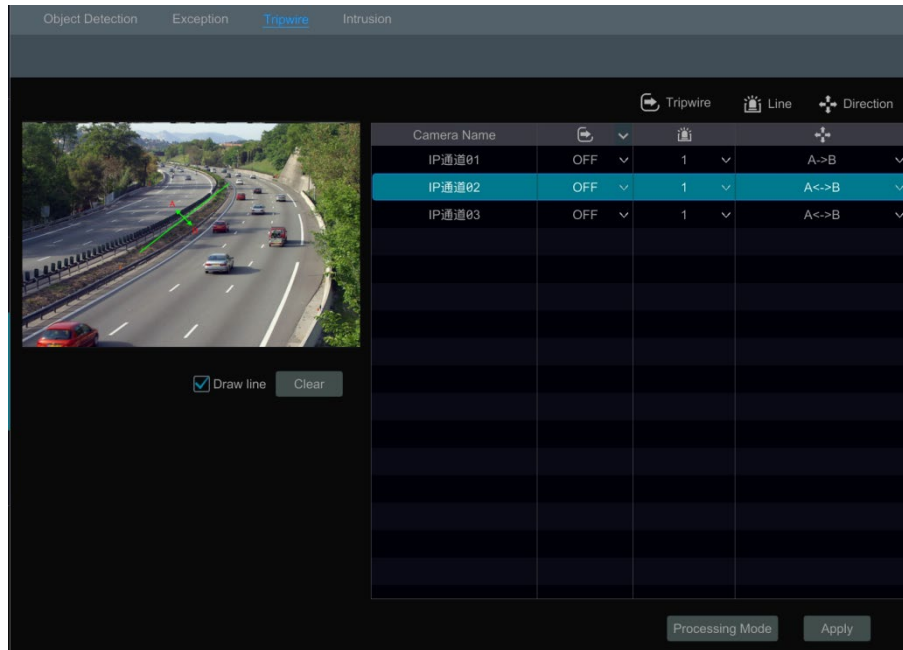 Object Detection Exception Tripwire Intrusion
Tripwire Line Direction
Camera Name
IP通道01 OFF 1 A->B
IP通道02 OFF 1 A<->B
IP通道03 OFF 1 A<->B
A
Draw line Clear
Processing Mode Apply